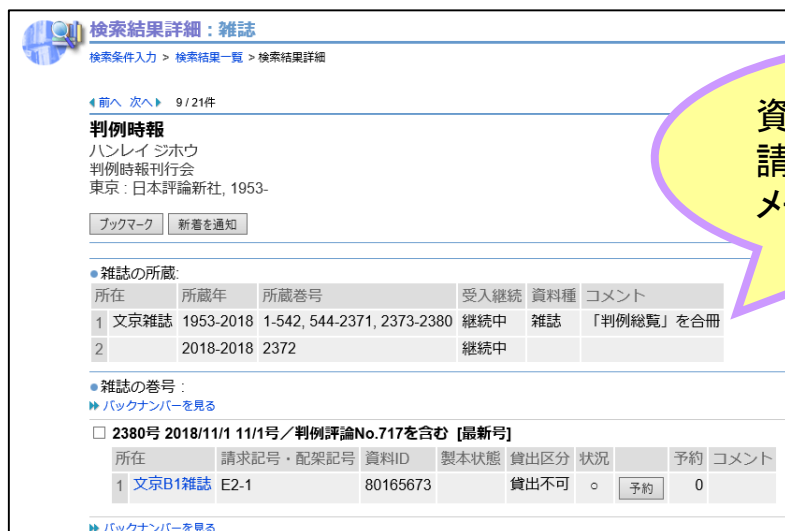 検索結果詳細：雑誌
検索条件入力 > 検索結果一覧 > 検索結果詳細
前へ 次へ 9 / 21件
判例時報
ハンレイ ジホウ
判例時報刊行会
東京 : 日本評論新社, 1953-
ブックマーク 新着を通知
雑誌の所蔵:
所在 所蔵年 所蔵巻号 受入継続 資料種 コメント
1 文京雑誌 1953-2018 1-542, 544-2371, 2373-2380 継続中 雑誌 「判例総覧」を合冊
2 2018-2018 2372 継続中
雑誌の巻号 :
バックナンバーを見る
2380号 2018/11/1 11/1号／判例評論No.717を含む [最新号]
所在 請求記号・配架記号 資料ID 製本状態 貸出区分 状況 予約 コメント
1 文京B1雑誌 E2-1 80165673 貸出不可 ○ 予約 0
バックナンバーを見る
資
請
メ